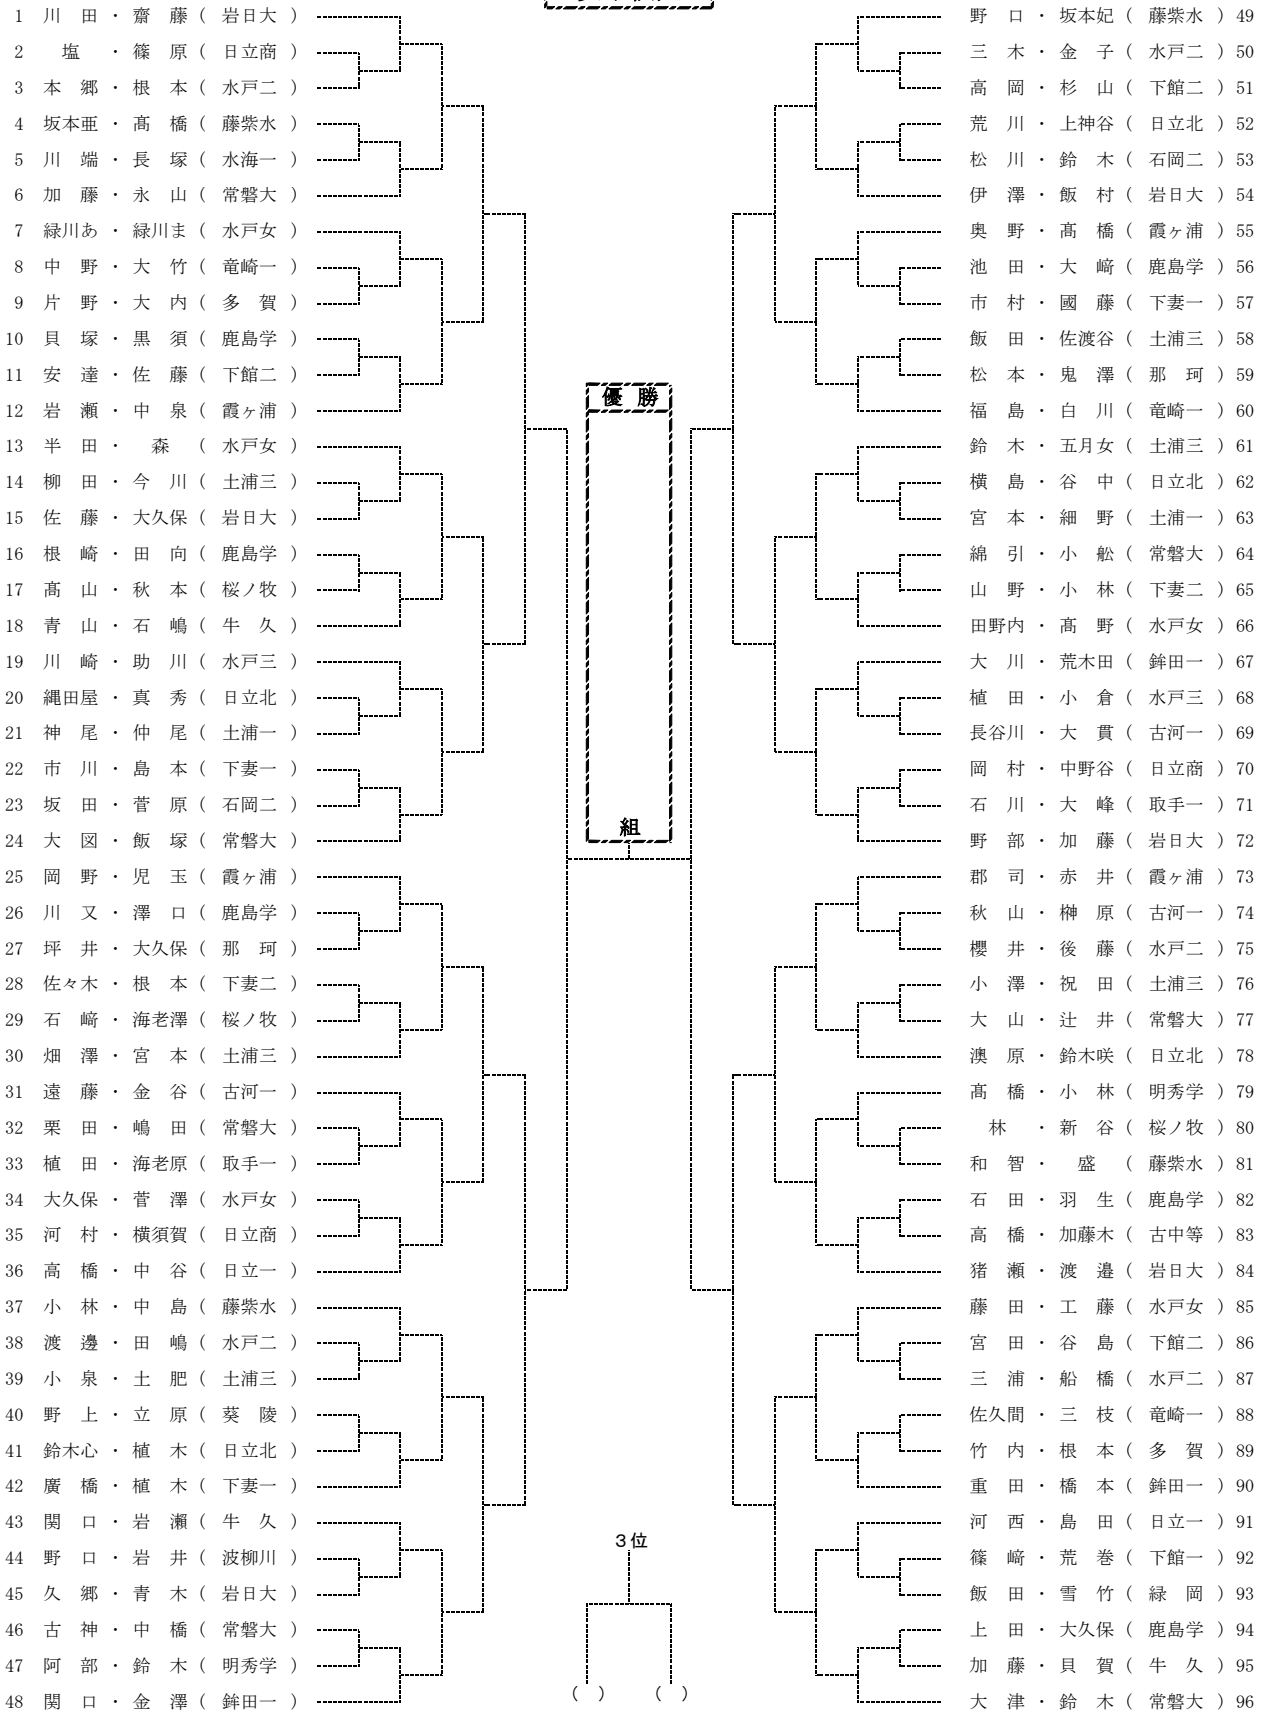 1 川 田 ・ 齋 藤 ( 岩日大 )
2 塩 ・ 篠 原 ( 日立商 )
3 本 郷 ・ 根 本 ( 水戸二 )
4 坂本亜 ・ 髙 橋 ( 藤紫水 )
5 川 端 ・ 長 塚 ( 水海一 )
6 加 藤 ・ 永 山 ( 常磐大 )
7 緑川あ ・ 緑川ま ( 水戸女 )
8 中 野 ・ 大 竹 ( 竜崎一 )
9 片 野 ・ 大 内 ( 多 賀 )
10 貝 塚 ・ 黒 須 ( 鹿島学 )
11 安 達 ・ 佐 藤 ( 下館二 )
12 岩 瀬 ・ 中 泉 ( 霞ヶ浦 )
13 半 田 ・ 森 ( 水戸女 )
14 柳 田 ・ 今 川 ( 土浦三 )
15 佐 藤 ・ 大久保 ( 岩日大 )
16 根 崎 ・ 田 向 ( 鹿島学 )
17 髙 山 ・ 秋 本 ( 桜ノ牧 )
18 青 山 ・ 石 嶋 ( 牛 久 )
19 川 崎 ・ 助 川 ( 水戸三 )
20 縄田屋 ・ 真 秀 ( 日立北 )
21 神 尾 ・ 仲 尾 ( 土浦一 )
22 市 川 ・ 島 本 ( 下妻一 )
23 坂 田 ・ 菅 原 ( 石岡二 )
24 大 図 ・ 飯 塚 ( 常磐大 )
25 岡 野 ・ 児 玉 ( 霞ヶ浦 )
26 川 又 ・ 澤 口 ( 鹿島学 )
27 坪 井 ・ 大久保 ( 那 珂 )
28 佐々木 ・ 根 本 ( 下妻二 )
29 石 﨑 ・ 海老澤 ( 桜ノ牧 )
30 畑 澤 ・ 宮 本 ( 土浦三 )
31 遠 藤 ・ 金 谷 ( 古河一 )
32 栗 田 ・ 嶋 田 ( 常磐大 )
33 植 田 ・ 海老原 ( 取手一 )
34 大久保 ・ 菅 澤 ( 水戸女 )
35 河 村 ・ 横須賀 ( 日立商 )
36 高 橋 ・ 中 谷 ( 日立一 )
37 小 林 ・ 中 島 ( 藤紫水 )
38 渡 邊 ・ 田 嶋 ( 水戸二 )
39 小 泉 ・ 土 肥 ( 土浦三 )
40 野 上 ・ 立 原 ( 葵 陵 )
41 鈴木心 ・ 植 木 ( 日立北 )
42 廣 橋 ・ 植 木 ( 下妻一 )
43 関 口 ・ 岩 瀬 ( 牛 久 )
44 野 口 ・ 岩 井 ( 波柳川 )
45 久 郷 ・ 青 木 ( 岩日大 )
46 古 神 ・ 中 橋 ( 常磐大 )
47 阿 部 ・ 鈴 木 ( 明秀学 )
48 関 口 ・ 金 澤 ( 鉾田一 )
優 勝
組
3位
( ) ( )
野 口 ・ 坂本妃 ( 藤紫水 ) 49
三 木 ・ 金 子 ( 水戸二 ) 50
高 岡 ・ 杉 山 ( 下館二 ) 51
荒 川 ・ 上神谷 ( 日立北 ) 52
松 川 ・ 鈴 木 ( 石岡二 ) 53
伊 澤 ・ 飯 村 ( 岩日大 ) 54
奥 野 ・ 髙 橋 ( 霞ヶ浦 ) 55
池 田 ・ 大 﨑 ( 鹿島学 ) 56
市 村 ・ 國 藤 ( 下妻一 ) 57
飯 田 ・ 佐渡谷 ( 土浦三 ) 58
松 本 ・ 鬼 澤 ( 那 珂 ) 59
福 島 ・ 白 川 ( 竜崎一 ) 60
鈴 木 ・ 五月女 ( 土浦三 ) 61
横 島 ・ 谷 中 ( 日立北 ) 62
宮 本 ・ 細 野 ( 土浦一 ) 63
綿 引 ・ 小 舩 ( 常磐大 ) 64
山 野 ・ 小 林 ( 下妻二 ) 65
田野内 ・ 髙 野 ( 水戸女 ) 66
大 川 ・ 荒木田 ( 鉾田一 ) 67
植 田 ・ 小 倉 ( 水戸三 ) 68
長谷川 ・ 大 貫 ( 古河一 ) 69
岡 村 ・ 中野谷 ( 日立商 ) 70
石 川 ・ 大 峰 ( 取手一 ) 71
野 部 ・ 加 藤 ( 岩日大 ) 72
郡 司 ・ 赤 井 ( 霞ヶ浦 ) 73
秋 山 ・ 榊 原 ( 古河一 ) 74
櫻 井 ・ 後 藤 ( 水戸二 ) 75
小 澤 ・ 祝 田 ( 土浦三 ) 76
大 山 ・ 辻 井 ( 常磐大 ) 77
澳 原 ・ 鈴木咲 ( 日立北 ) 78
髙 橋 ・ 小 林 ( 明秀学 ) 79
林 ・ 新 谷 ( 桜ノ牧 ) 80
和 智 ・ 盛 ( 藤紫水 ) 81
石 田 ・ 羽 生 ( 鹿島学 ) 82
高 橋 ・ 加藤木 ( 古中等 ) 83
猪 瀬 ・ 渡 邉 ( 岩日大 ) 84
藤 田 ・ 工 藤 ( 水戸女 ) 85
宮 田 ・ 谷 島 ( 下館二 ) 86
三 浦 ・ 船 橋 ( 水戸二 ) 87
佐久間 ・ 三 枝 ( 竜崎一 ) 88
竹 内 ・ 根 本 ( 多 賀 ) 89
重 田 ・ 橋 本 ( 鉾田一 ) 90
河 西 ・ 島 田 ( 日立一 ) 91
篠 﨑 ・ 荒 巻 ( 下館一 ) 92
飯 田 ・ 雪 竹 ( 緑 岡 ) 93
上 田 ・ 大久保 ( 鹿島学 ) 94
加 藤 ・ 貝 賀 ( 牛 久 ) 95
大 津 ・ 鈴 木 ( 常磐大 ) 96